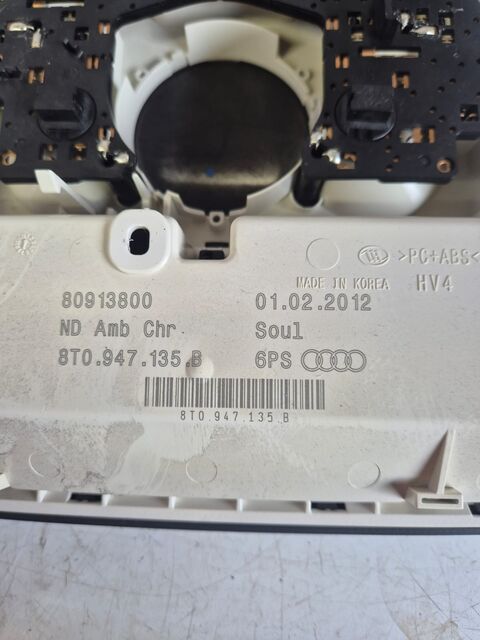 >PC+ABS<
MADE IN KOREA HV4
80913800 01.02.2012
ND Amb Chr Soul
8T0.947.135.B 6PS
8T0.947.135.B